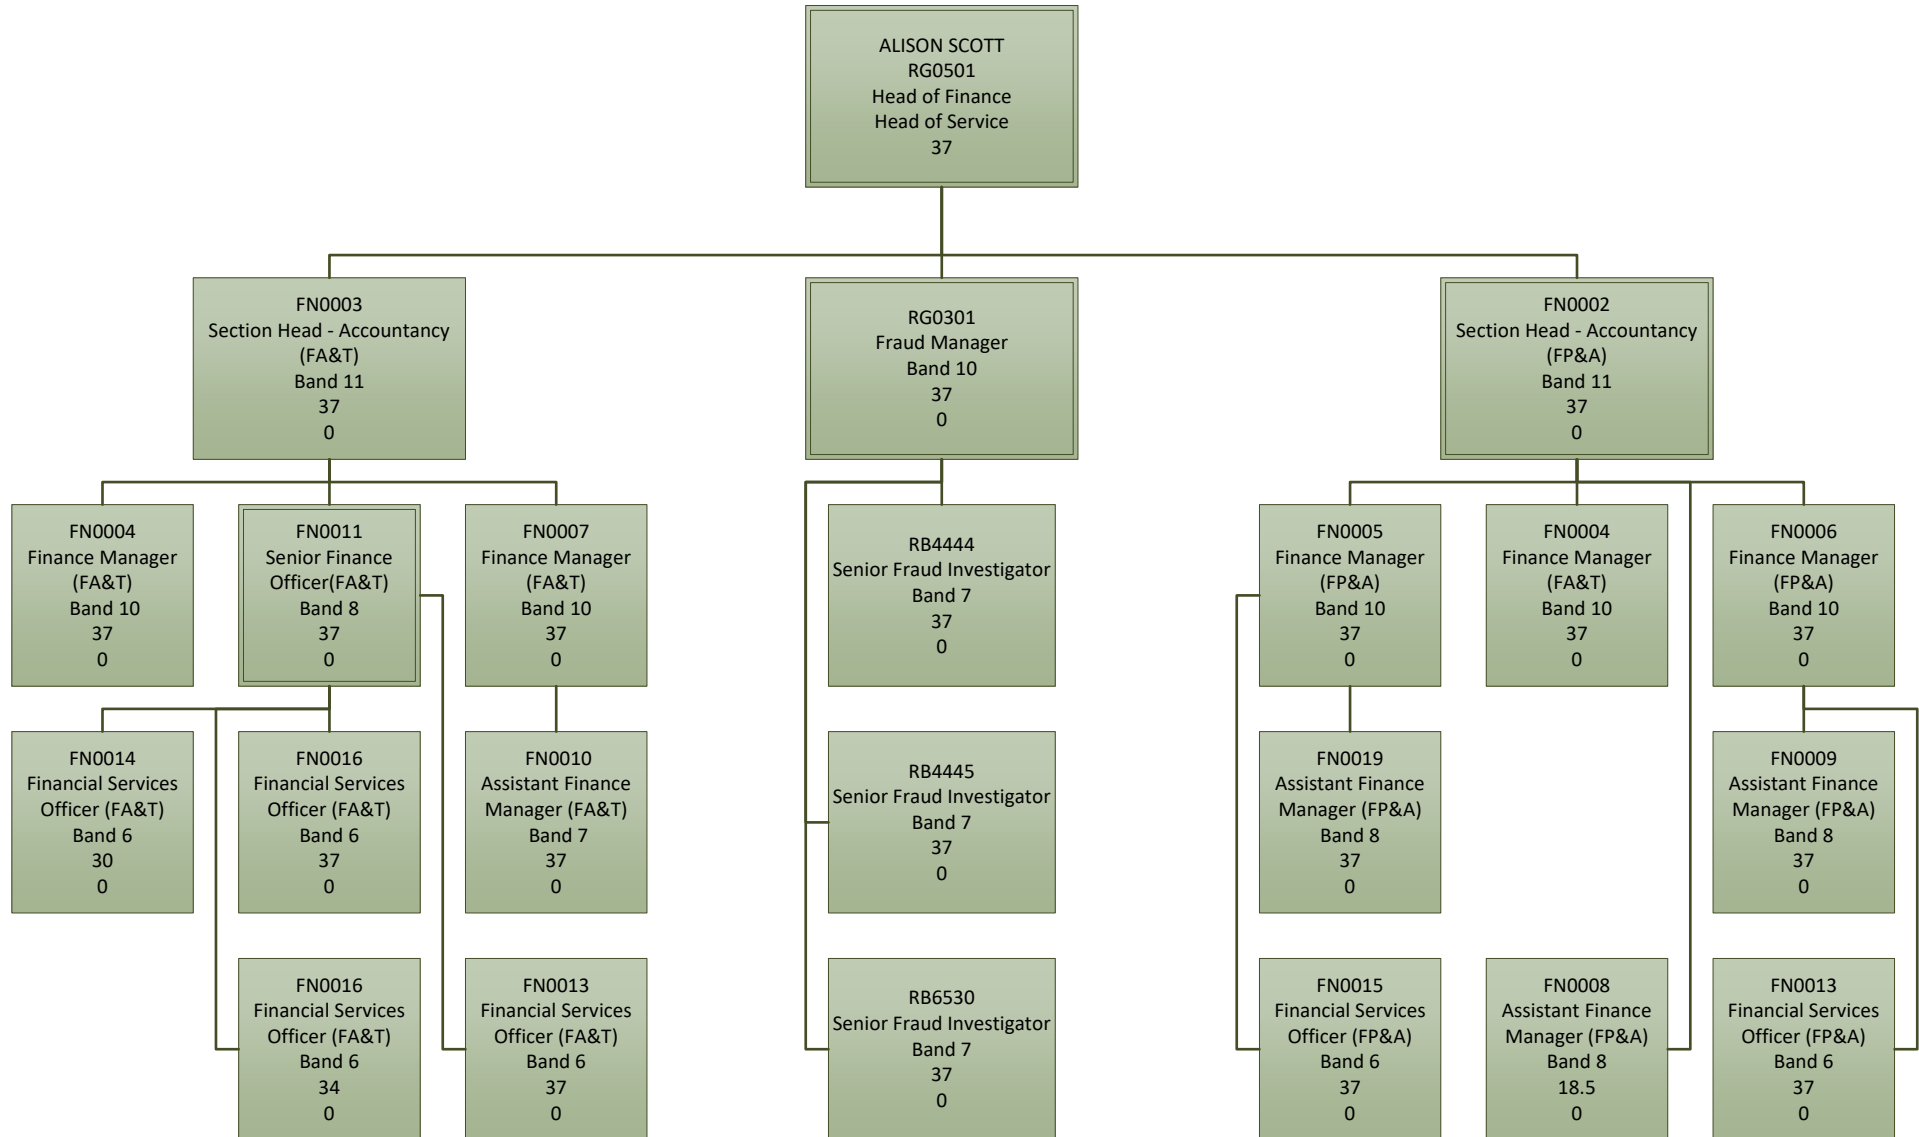 ALISON SCOTT
RG0501
Head of Finance
Head of Service
37
FN0003
Section Head - Accountancy
(FA&T)
Band 11
37
0
RG0301
Fraud Manager
Band 10
37
0
FN0002
Section Head - Accountancy
(FP&A)
Band 11
37
0
FN0004
Finance Manager
(FA&T)
Band 10
37
0
FN0011
Senior Finance
Officer(FA&T)
Band 8
37
0
FN0007
Finance Manager
(FA&T)
Band 10
37
0
RB4444
Senior Fraud Investigator
Band 7
37
0
FN0005
Finance Manager
(FP&A)
Band 10
37
0
FN0004
Finance Manager
(FA&T)
Band 10
37
0
FN0006
Finance Manager
(FP&A)
Band 10
37
0
FN0014
Financial Services
Officer (FA&T)
Band 6
30
0
FN0016
Financial Services
Officer (FA&T)
Band 6
37
0
FN0010
Assistant Finance
Manager (FA&T)
Band 7
37
0
RB4445
Senior Fraud Investigator
Band 7
37
0
FN0019
Assistant Finance
Manager (FP&A)
Band 8
37
0
FN0009
Assistant Finance
Manager (FP&A)
Band 8
37
0
FN0016
Financial Services
Officer (FA&T)
Band 6
34
0
FN0013
Financial Services
Officer (FA&T)
Band 6
37
0
RB6530
Senior Fraud Investigator
Band 7
37
0
FN0015
Financial Services
Officer (FP&A)
Band 6
37
0
FN0008
Assistant Finance
Manager (FP&A)
Band 8
18.5
0
FN0013
Financial Services
Officer (FP&A)
Band 6
37
0